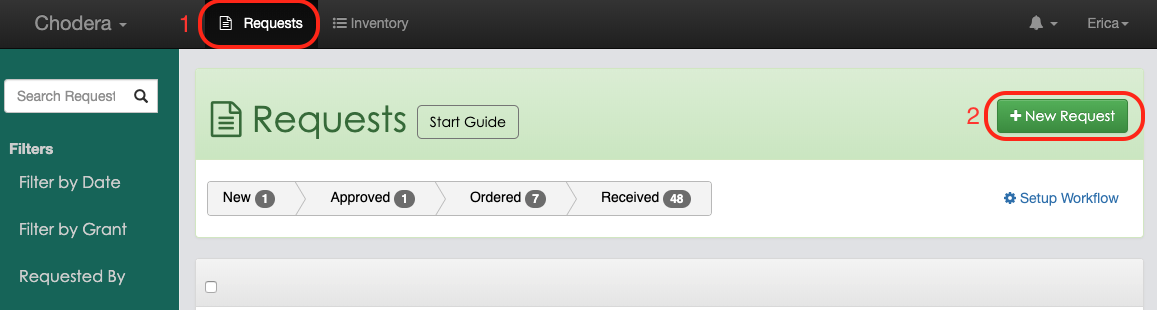 Chodera
1
Requests
Inventory
Erica
Search Request
Requests
Start Guide
2
+ New Request
Filters
Filter by Date
Filter by Grant
Requested By
New 1
Approved 1
Ordered 7
Received 48
Setup Workflow